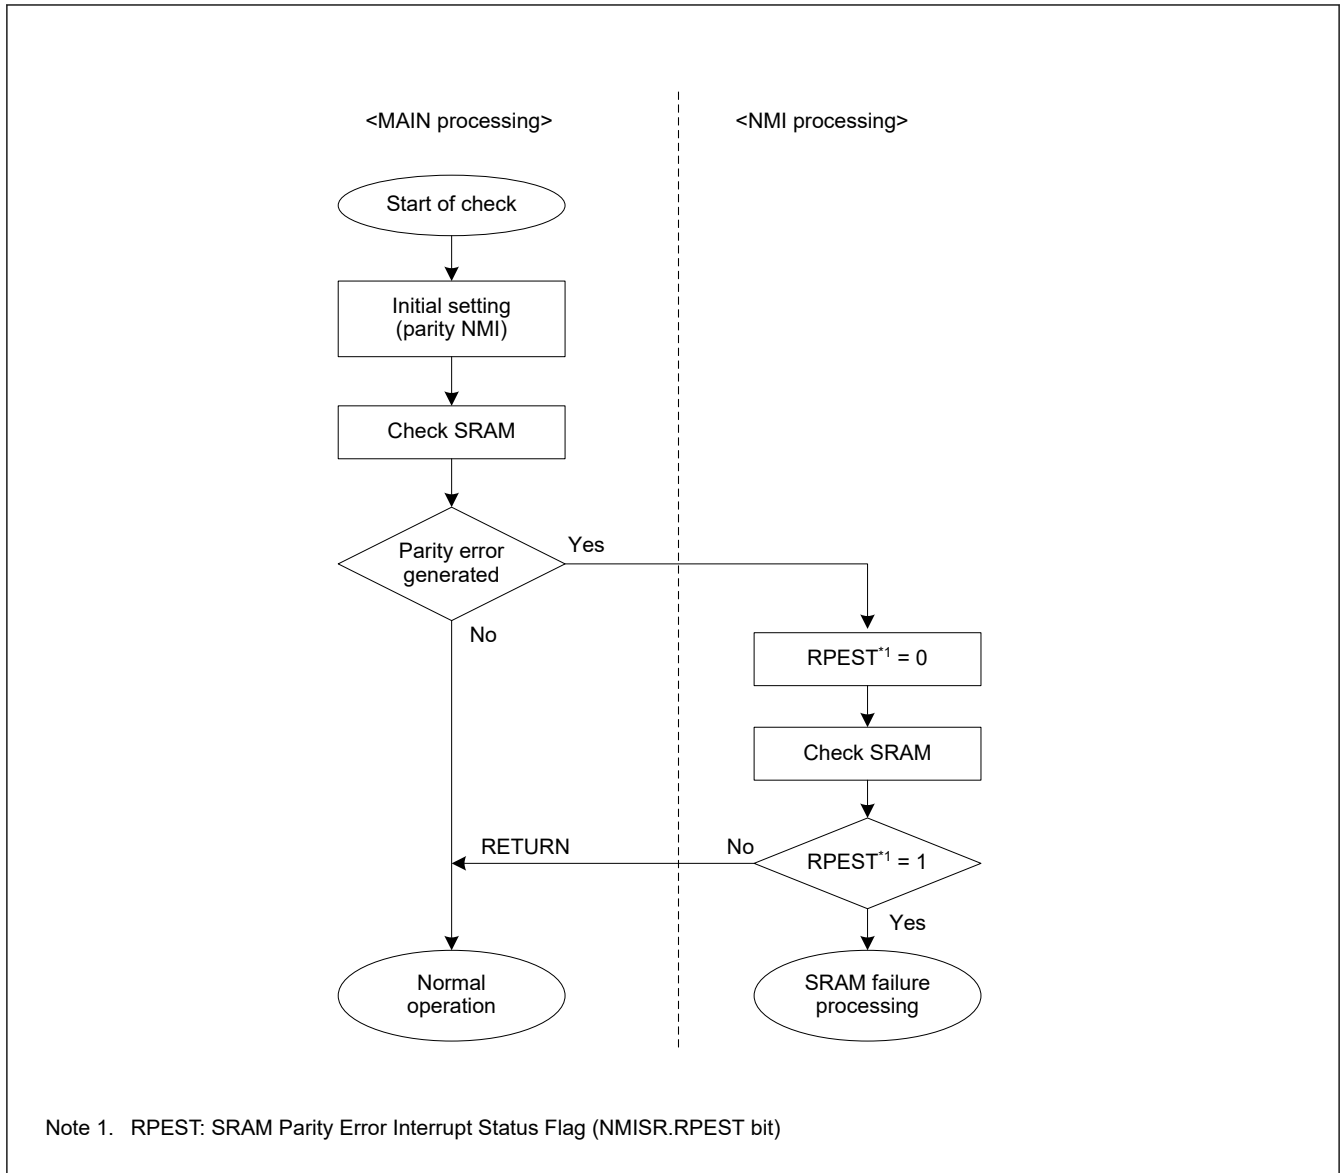 <MAIN processing>
<NMI processing>
Start of check
Initial setting
(parity NMI)
Check SRAM
Parity error
generated
Yes
No
RPEST*1 = 0
Check SRAM
RPEST*1 = 1
No
RETURN
Yes
Normal
operation
SRAM failure
processing
Note 1. RPEST: SRAM Parity Error Interrupt Status Flag (NMISR.RPEST bit)